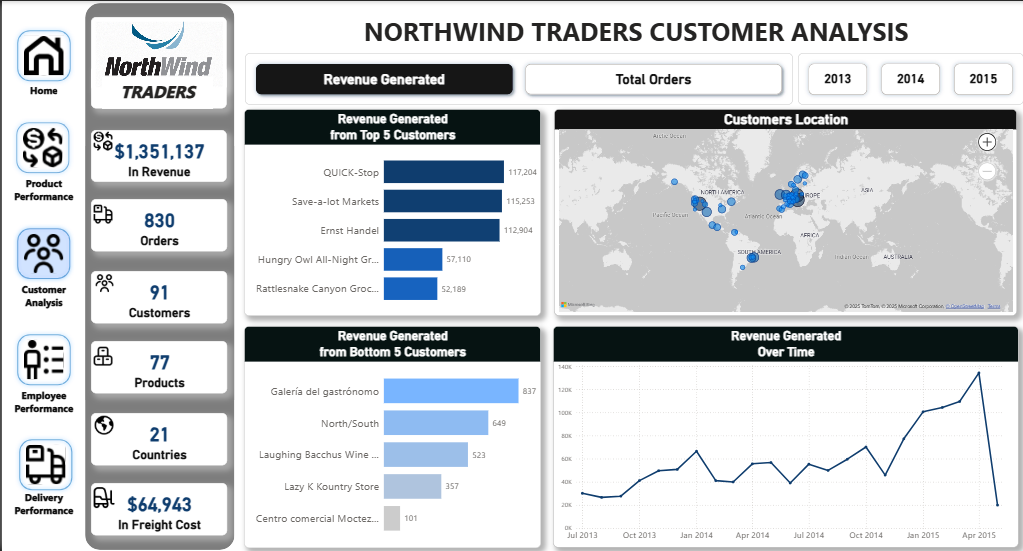 NORTHWIND TRADERS CUSTOMER ANALYSIS
Home
Product
Performance
Customer
Analysis
Employee
Performance
Delivery
Performance
NorthWind
TRADERS
$1,351,137
In Revenue
830
Orders
91
Customers
77
Products
21
Countries
$64,943
In Freight Cost
Revenue Generated
Total Orders
2013
2014
2015
Revenue Generated
from Top 5 Customers
QUICK-Stop 117,204
Save-a-lot Markets 115,253
Ernst Handel 112,904
Hungry Owl All-Night Gr... 57,110
Rattlesnake Canyon Groc... 52,189
Customers Location
Arctic Ocean
Arctic Ocean
NORTH AMERICA
EUROPE
ASIA
Pacific Ocean
Atlantic Ocean
AFRICA
SOUTH AMERICA
Indian Ocean
AUSTRALIA
Microsoft Bing
© 2025 TomTom, © 2025 Microsoft Corporation, © OpenStreetMap Terms
Revenue Generated
from Bottom 5 Customers
Galería del gastrónomo 837
North/South 649
Laughing Bacchus Wine ... 523
Lazy K Kountry Store 357
Centro comercial Moctez... 101
Revenue Generated
Over Time
140K
120K
100K
80K
60K
40K
20K
0K
Jul 2013
Oct 2013
Jan 2014
Apr 2014
Jul 2014
Oct 2014
Jan 2015
Apr 2015